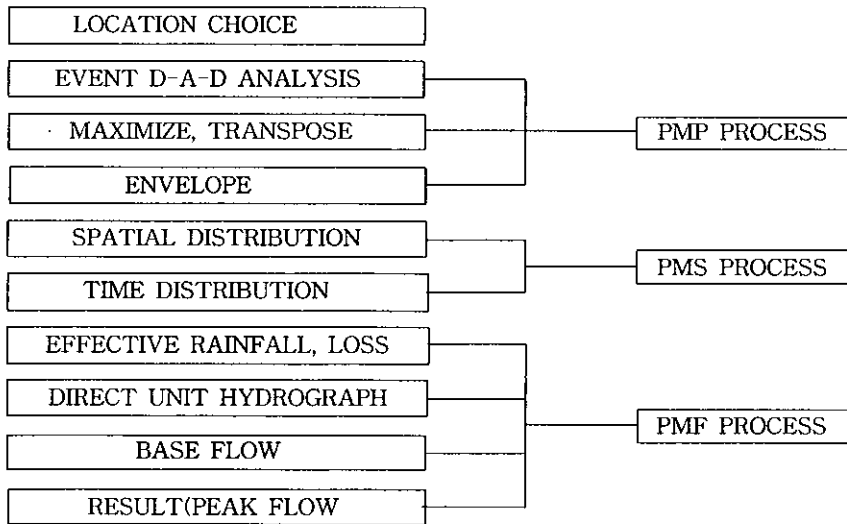 LOCATION CHOICE
EVENT D-A-D ANALYSIS
MAXIMIZE, TRANSPOSE
PMP PROCESS
ENVELOPE
SPATIAL DISTRIBUTION
PMS PROCESS
TIME DISTRIBUTION
EFFECTIVE RAINFALL, LOSS
DIRECT UNIT HYDROGRAPH
PMF PROCESS
BASE FLOW
RESULT(PEAK FLOW